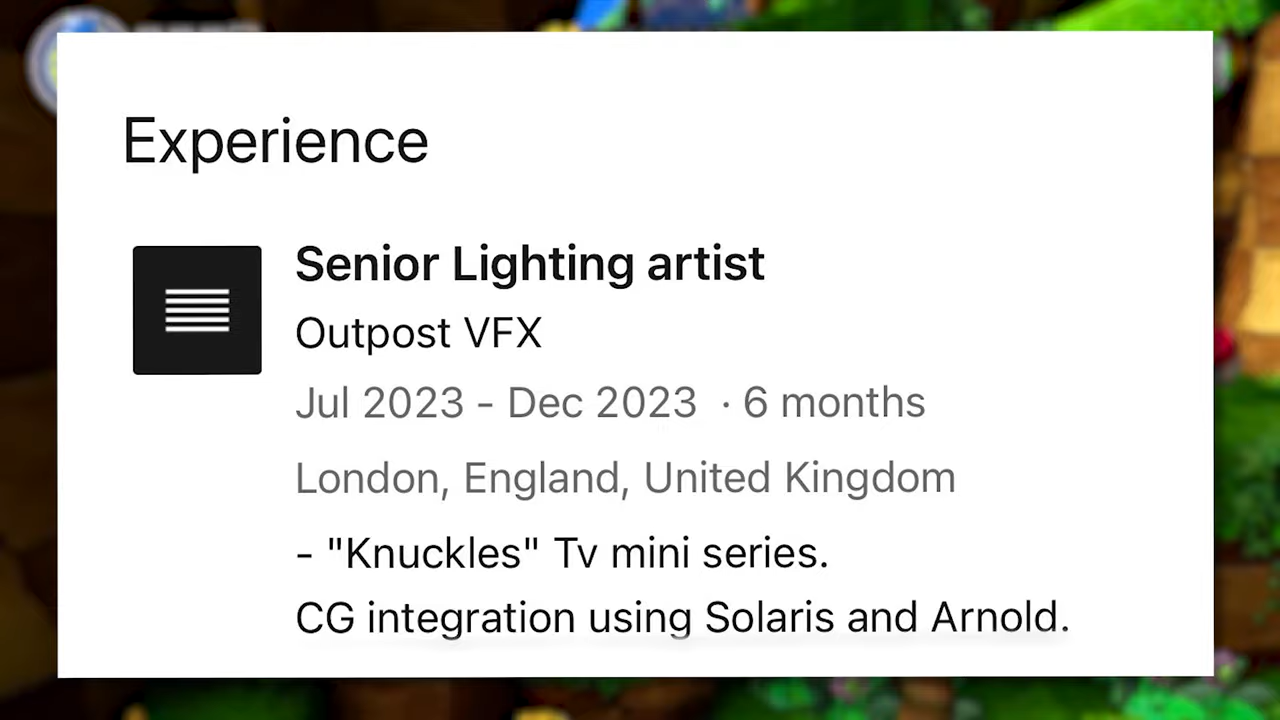 Experience
Senior Lighting artist
Outpost VFX
Jul 2023 - Dec 2023 · 6 months
London, England, United Kingdom
- "Knuckles" Tv mini series.
CG integration using Solaris and Arnold.